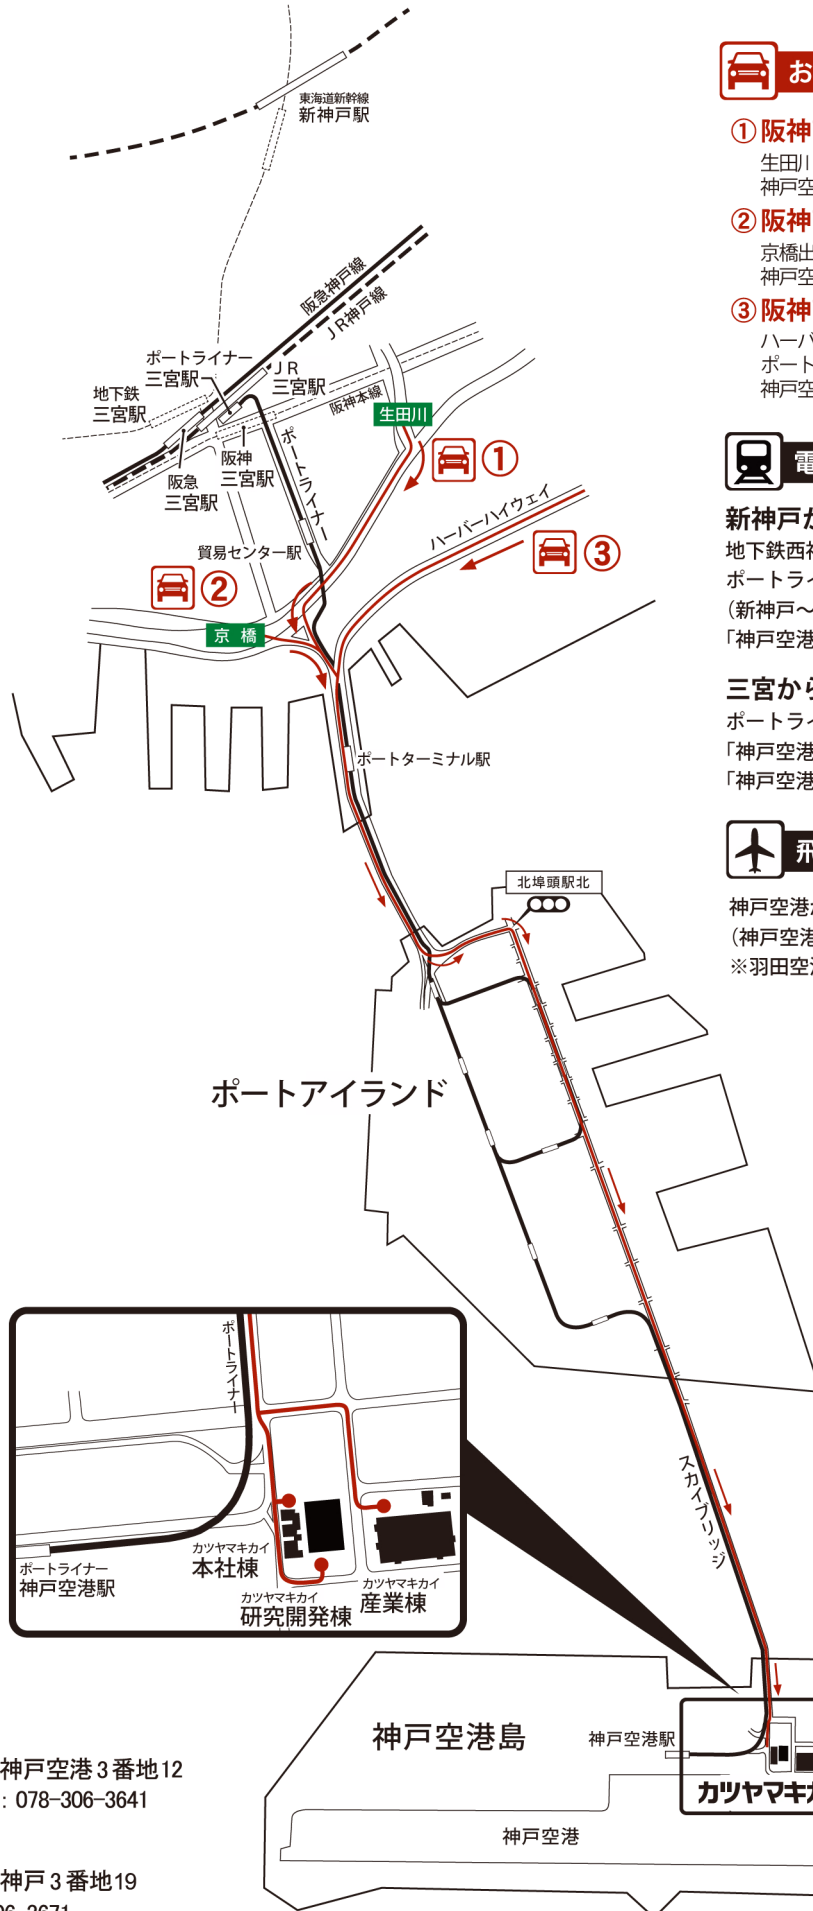 東海道新幹線
新神戸駅
阪急神戸線
ＪＲ神戸線
ポートライナー
三宮駅
ＪＲ
三宮駅
地下鉄
三宮駅
阪神本線
生田川
阪急
三宮駅
阪神
三宮駅
ポートライナー
①
ハーバーハイウェイ
貿易センター駅
③
②
京橋
ポートターミナル駅
北埠頭駅北
ポートアイランド
スカイブリッジ
ポートライナー
ポートライナー
神戸空港駅
カツヤマキカイ
本社棟
カツヤマキカイ
研究開発棟
カツヤマキカイ
産業棟
神戸空港島
神戸空港駅
カツヤマキカ
神戸空港
神戸空港３番地12
: 078-306-3641
神戸３番地19
お
①阪神
生田川
神戸空
②阪神
京橋出
神戸空
③阪神
ハーバ
ポート
神戸空
電
新神戸か
地下鉄西神
ポートライ
（新神戸～
「神戸空港
三宮から
ポートライ
「神戸空港
「神戸空港
飛
神戸空港か
（神戸空港
※羽田空港